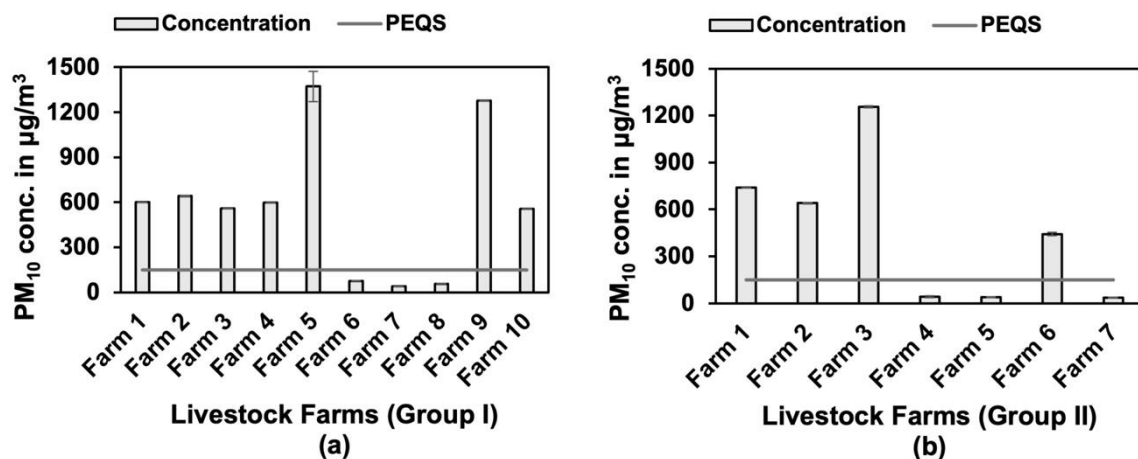 Concentration PEQS
PM₁₀ conc. in µg/m³
1500
1200
900
600
300
0
Farm 1
Farm 2
Farm 3
Farm 4
Farm 5
Farm 6
Farm 7
Farm 8
Farm 9
Farm 10
Livestock Farms (Group I)
(a)
Concentration PEQS
PM₁₀ conc. in µg/m³
1500
1200
900
600
300
0
Farm 1
Farm 2
Farm 3
Farm 4
Farm 5
Farm 6
Farm 7
Livestock Farms (Group II)
(b)